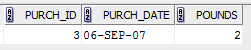 PURCH_ID PURCH_DATE POUNDS
3 06-SEP-07 2